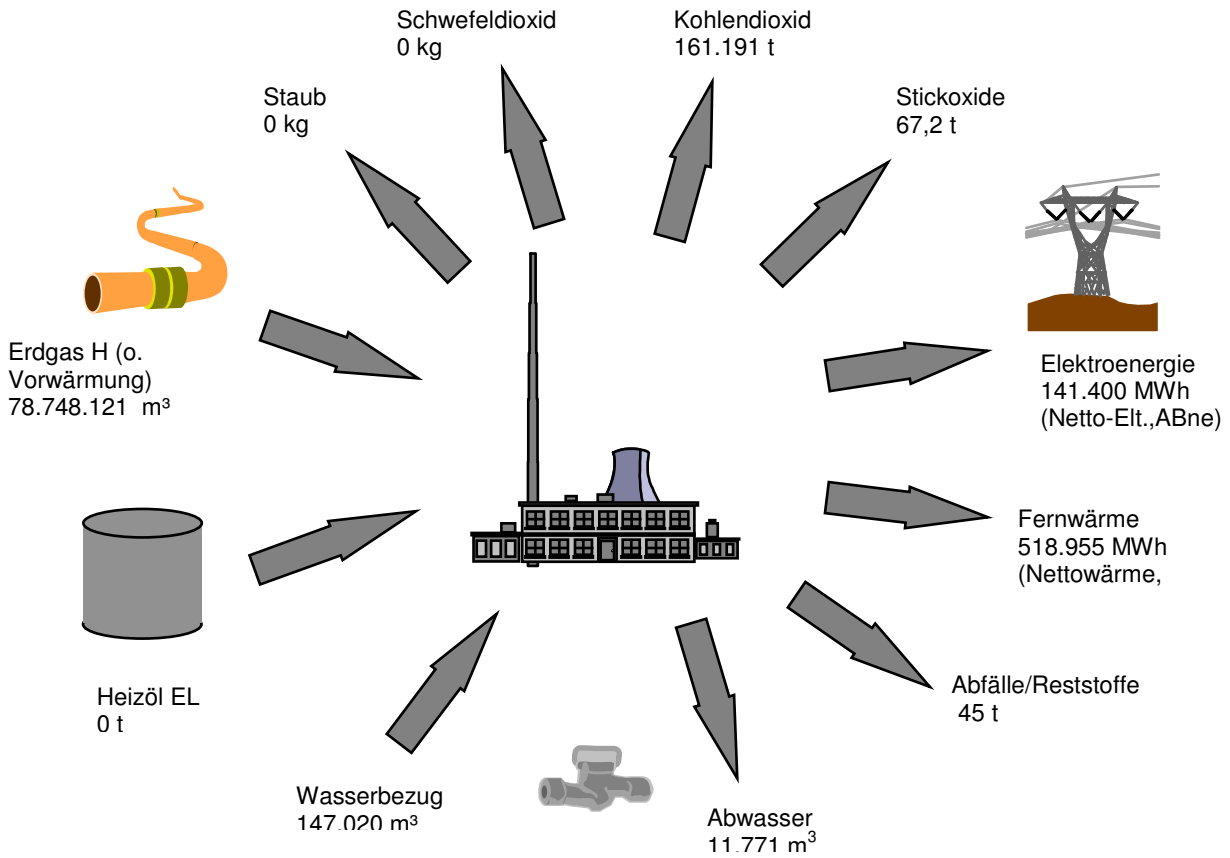 Schwefeldioxid
0 kg
Kohlendioxid
161.191 t
Staub
0 kg
Stickoxide
67,2 t
Erdgas H (o.
Vorwärmung)
78.748.121 m³
Elektroenergie
141.400 MWh
(Netto-Elt.,ABne)
Fernwärme
518.955 MWh
(Nettowärme,
Heizöl EL
0 t
Abfälle/Reststoffe
45 t
Wasserbezug
147.020 m³
Abwasser
11.771 m³